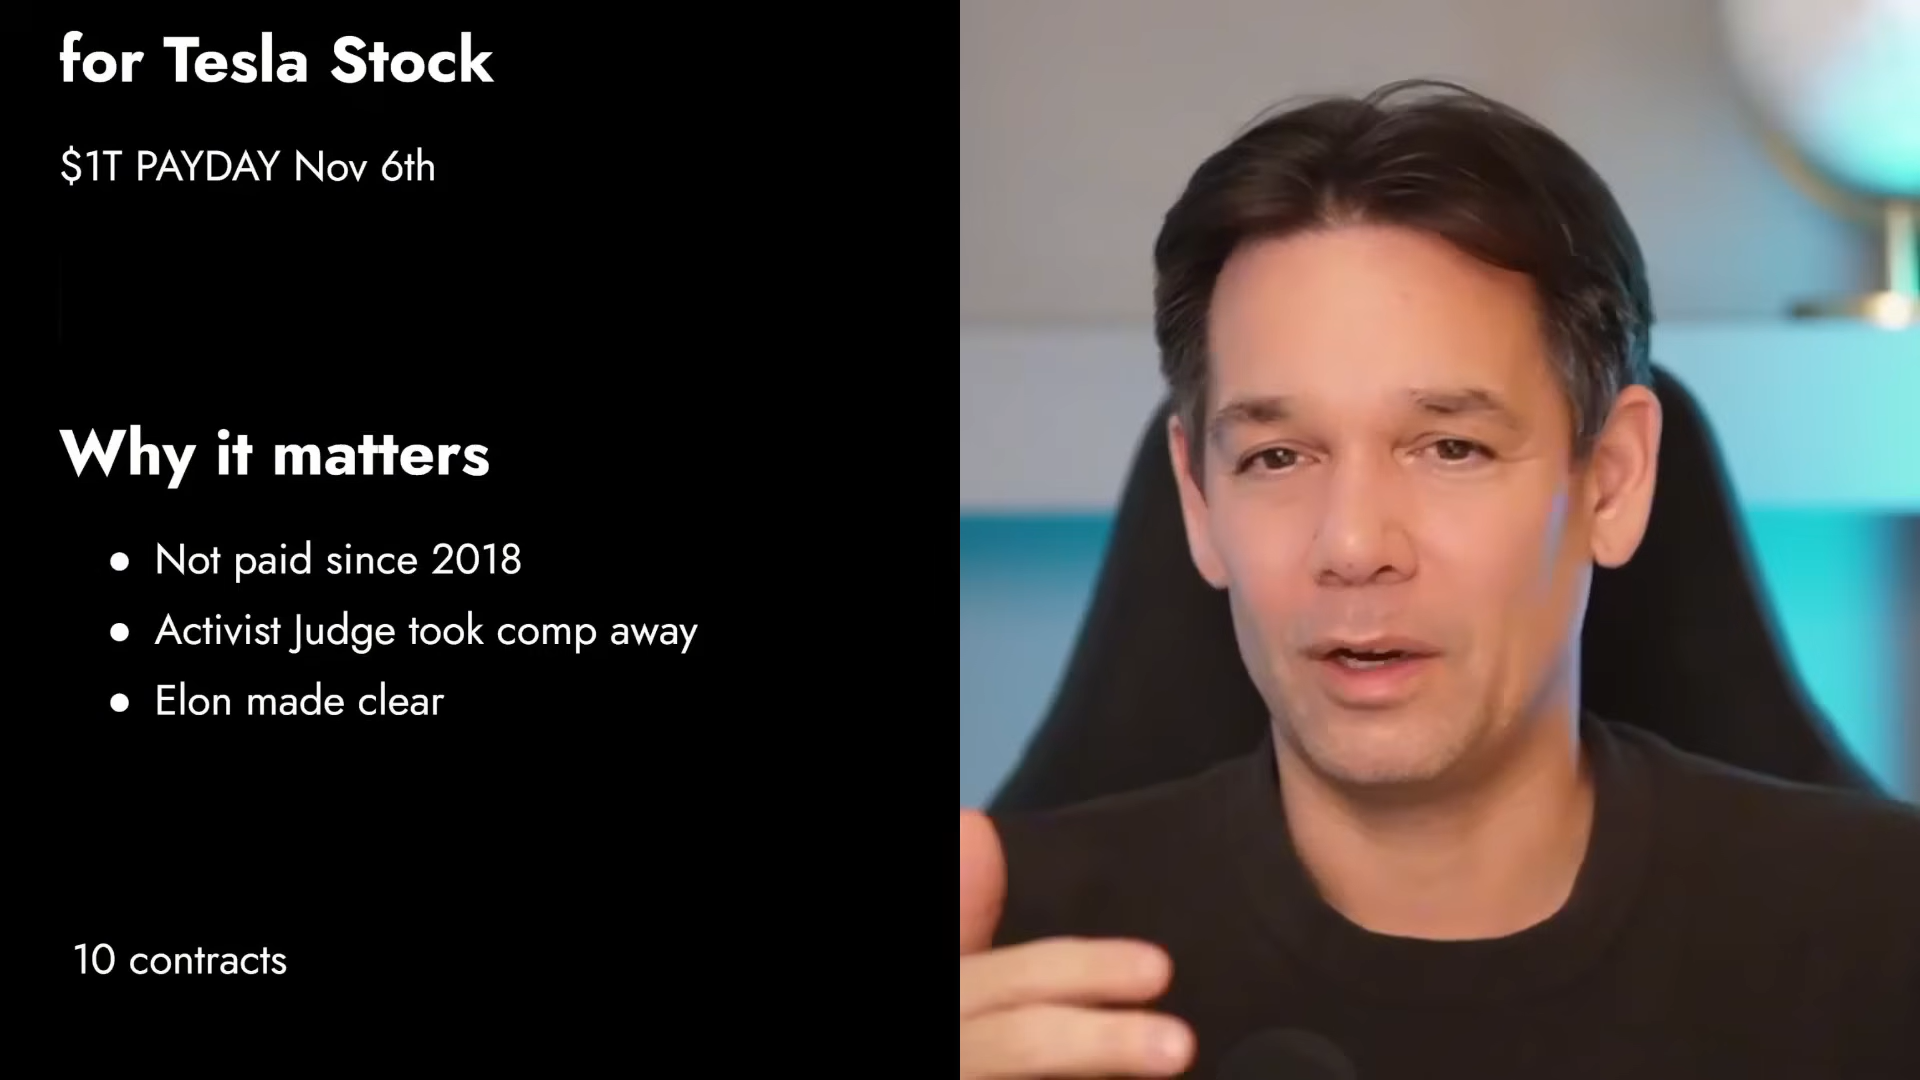 for Tesla Stock
$1T PAYDAY Nov 6th
Why it matters
● Not paid since 2018
● Activist Judge took comp away
● Elon made clear
10 contracts